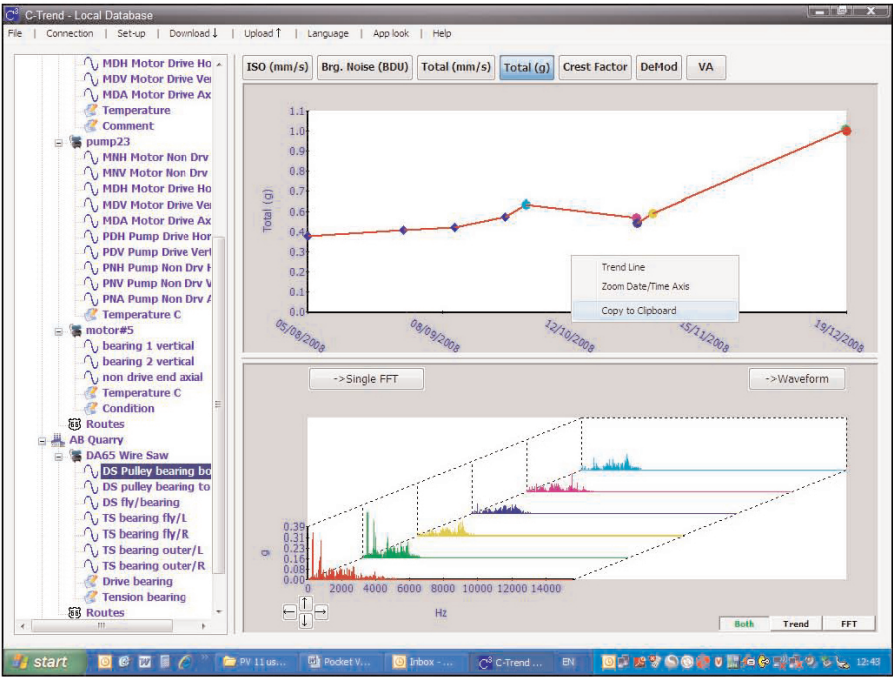 C-Trend - Local Database
File | Connection | Set-up | Download↓ | Upload↑ | Language | App look | Help
MDH Motor Drive Ho
MDV Motor Drive Ver
MDA Motor Drive Ax
Temperature
Comment
pump23
MNH Motor Non Drv
MNV Motor Non Drv
MDH Motor Drive Ho
MDV Motor Drive Ver
MDA Motor Drive Ax
PDH Pump Drive Hor
PDV Pump Drive Vert
PNH Pump Non Drv H
PNV Pump Non Drv V
PNA Pump Non Drv A
Temperature C
motor#5
bearing 1 vertical
bearing 2 vertical
non drive end axial
Temperature C
Condition
Routes
AB Quarry
DA65 Wire Saw
DS Pulley bearing bo
DS pulley bearing to
DS fly/bearing
TS bearing fly/L
TS bearing fly/R
TS bearing outer/L
TS bearing outer/R
Drive bearing
Tension bearing
Routes
ISO (mm/s) Brg. Noise (BDU) Total (mm/s) Total (g) Crest Factor DeMod VA
Total (g)
1.1
1.0
0.9
0.8
0.7
0.6
0.4
0.3
0.2
0.1
0.0
05/08/2008 08/09/2008 12/10/2008 15/11/2008 19/12/2008
Trend Line
Zoom Date/Time Axis
Copy to Clipboard
->Single FFT ->Waveform
g
0.39
0.31
0.23
0.16
0.08
0.00
0 2000 4000 6000 8000 10000 12000 14000
Hz
Both Trend FFT
start PV 11 us... Pocket V... Inbox - ... C-Trend ... EN 12:43